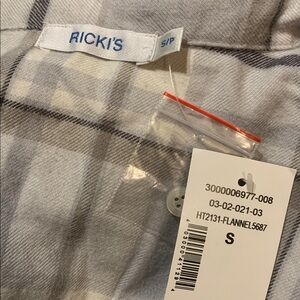 RICKI'S
S/P
3000006977-008
03-02-021-03
HT2131-FLANNEL5687
S